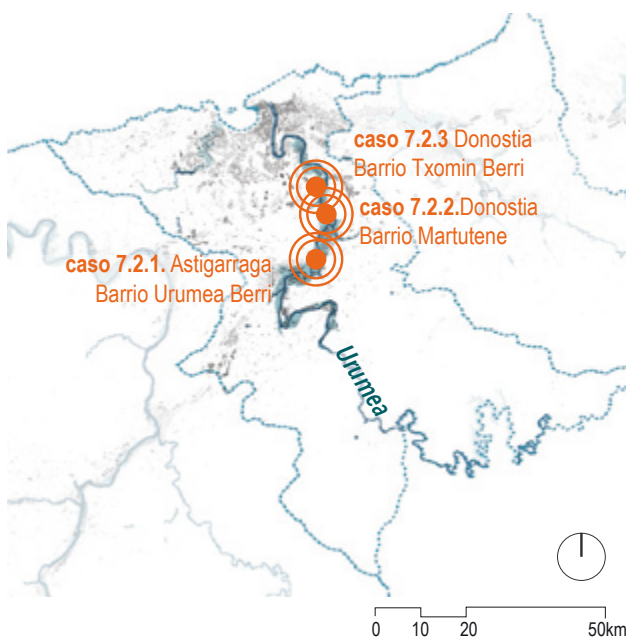 caso 7.2.3 Donostia
Barrio Txomin Berri
caso 7.2.2.Donostia
Barrio Martutene
caso 7.2.1. Astigarraga
Barrio Urumea Berri
Urumea
0 10 20 50km